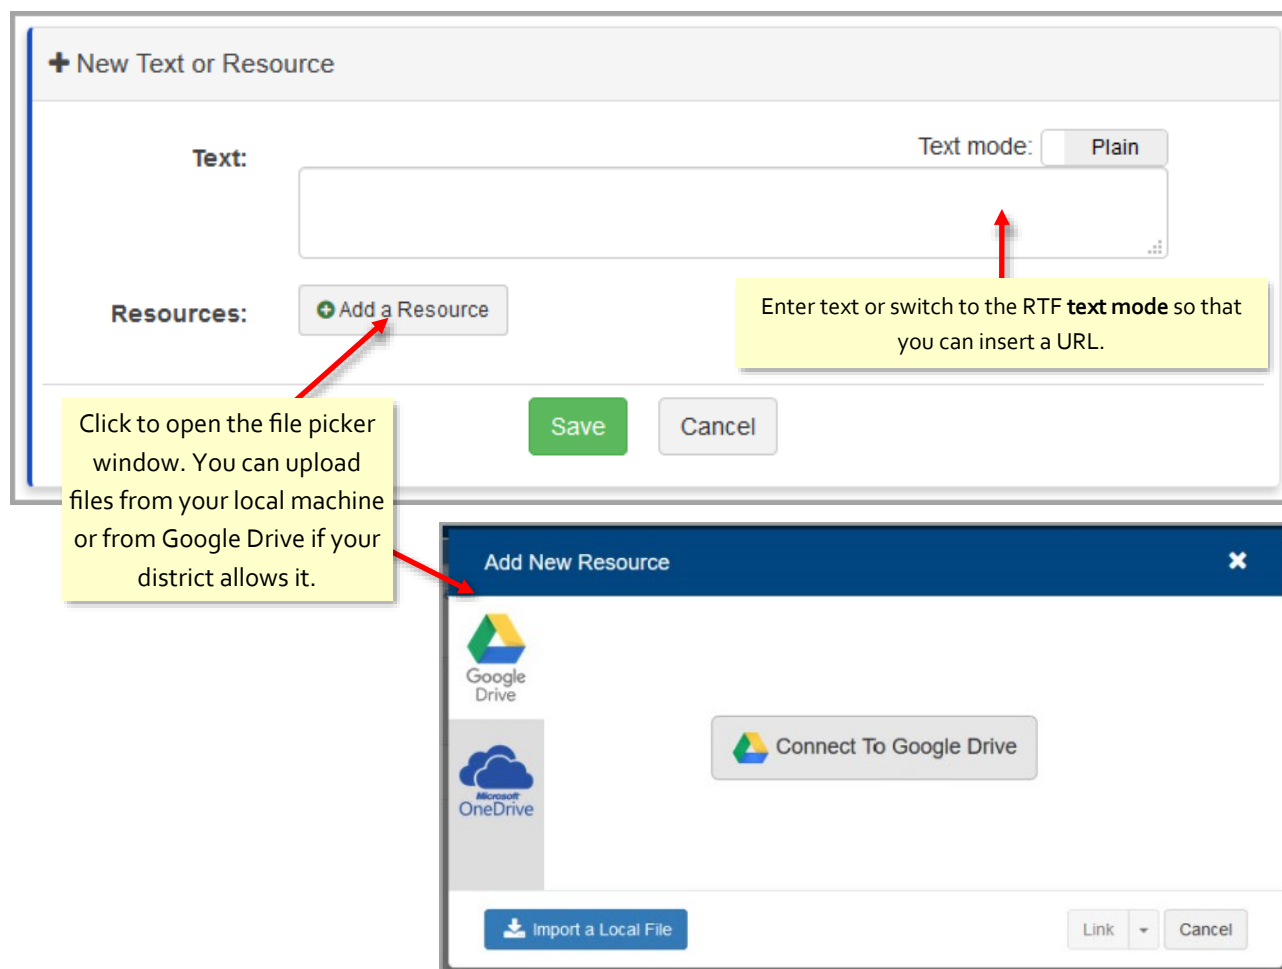 New Text or Resource
Text mode: Plain
Text:
Enter text or switch to the RTF text mode so that
you can insert a URL.
Resources:
Add a Resource
Click to open the file picker
window. You can upload
files from your local machine
or from Google Drive if your
district allows it.
Save Cancel
Add New Resource
Google
Drive
Connect To Google Drive
Microsoft
OneDrive
Import a Local File
Link Cancel